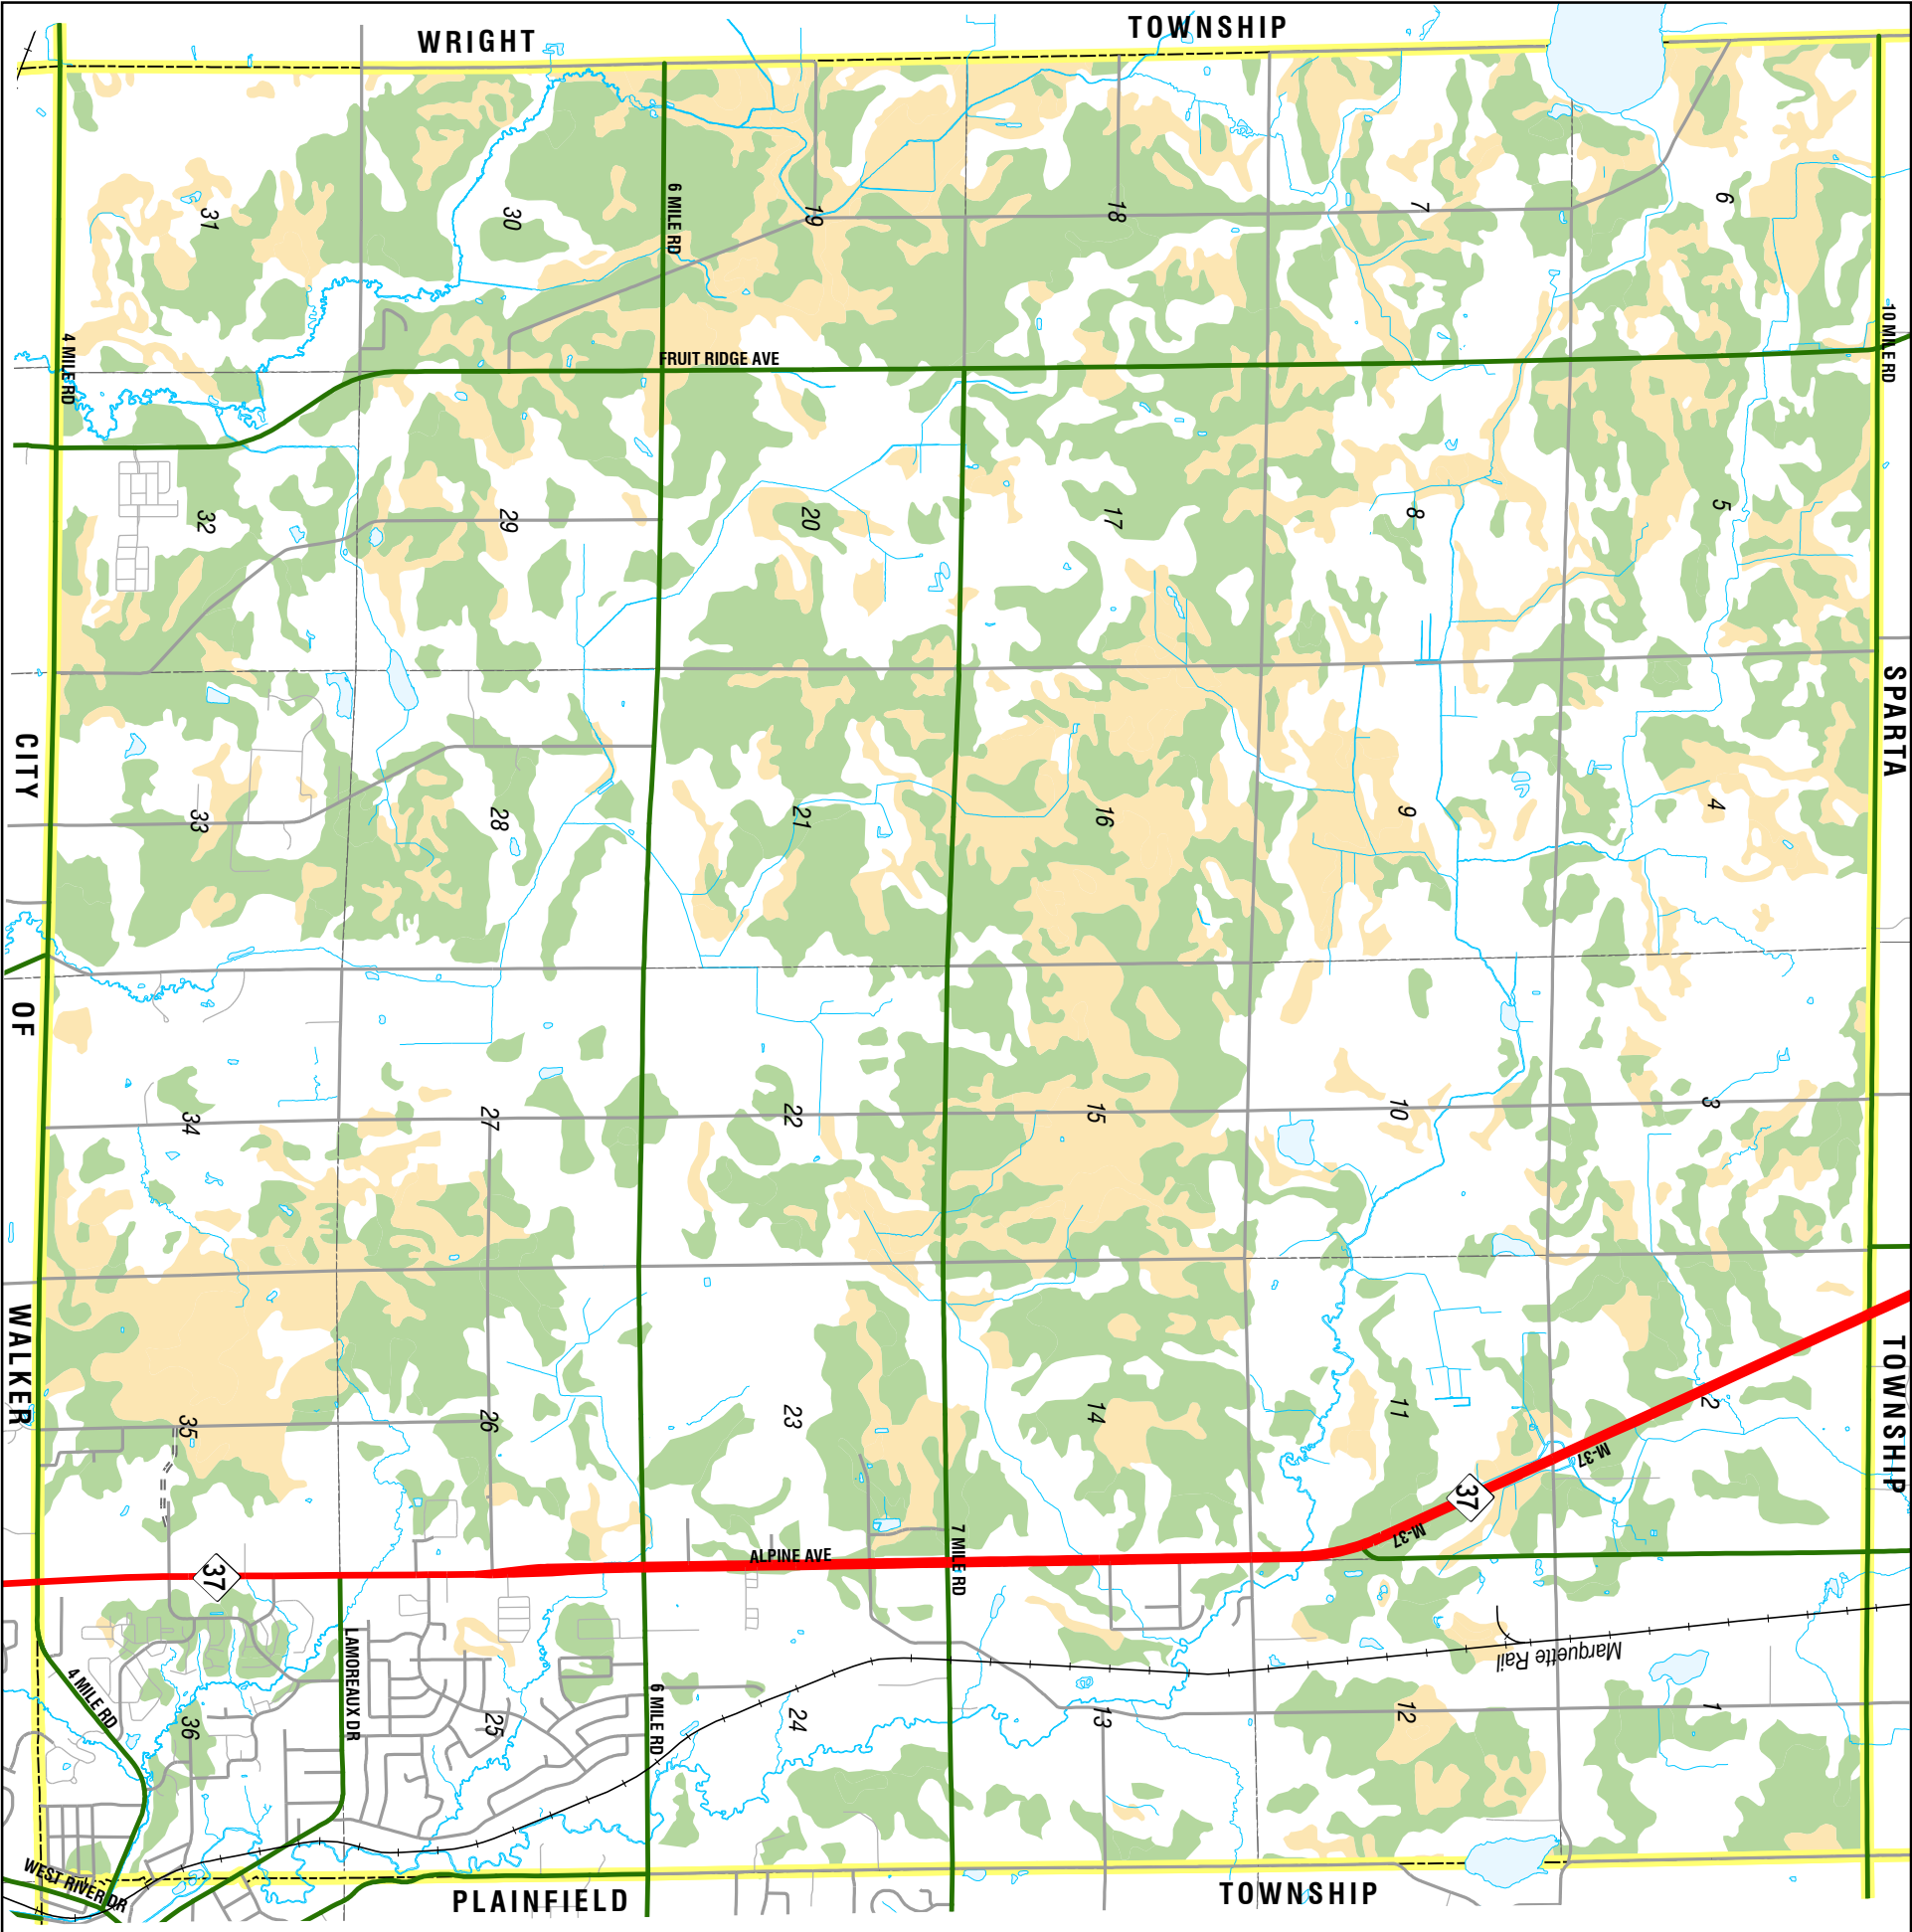 WRIGHT TOWNSHIP
6 MILE RD
31
30
19
18
7
6
10 MILE RD
4 MILE RD
FRUIT RIDGE AVE
32
29
20
17
8
5
SPARTA
CITY
33
28
21
16
9
4
OF
34
27
22
15
10
3
WALKER
TOWNSHIP
35
26
23
14
11
2
M-37
37
M-37
7 MILE RD
ALPINE AVE
37
LAMOREAUX DR
4 MILE RD
6 MILE RD
Marquette Rail
36
25
24
13
12
1
WEST RIVER DR
PLAINFIELD TOWNSHIP